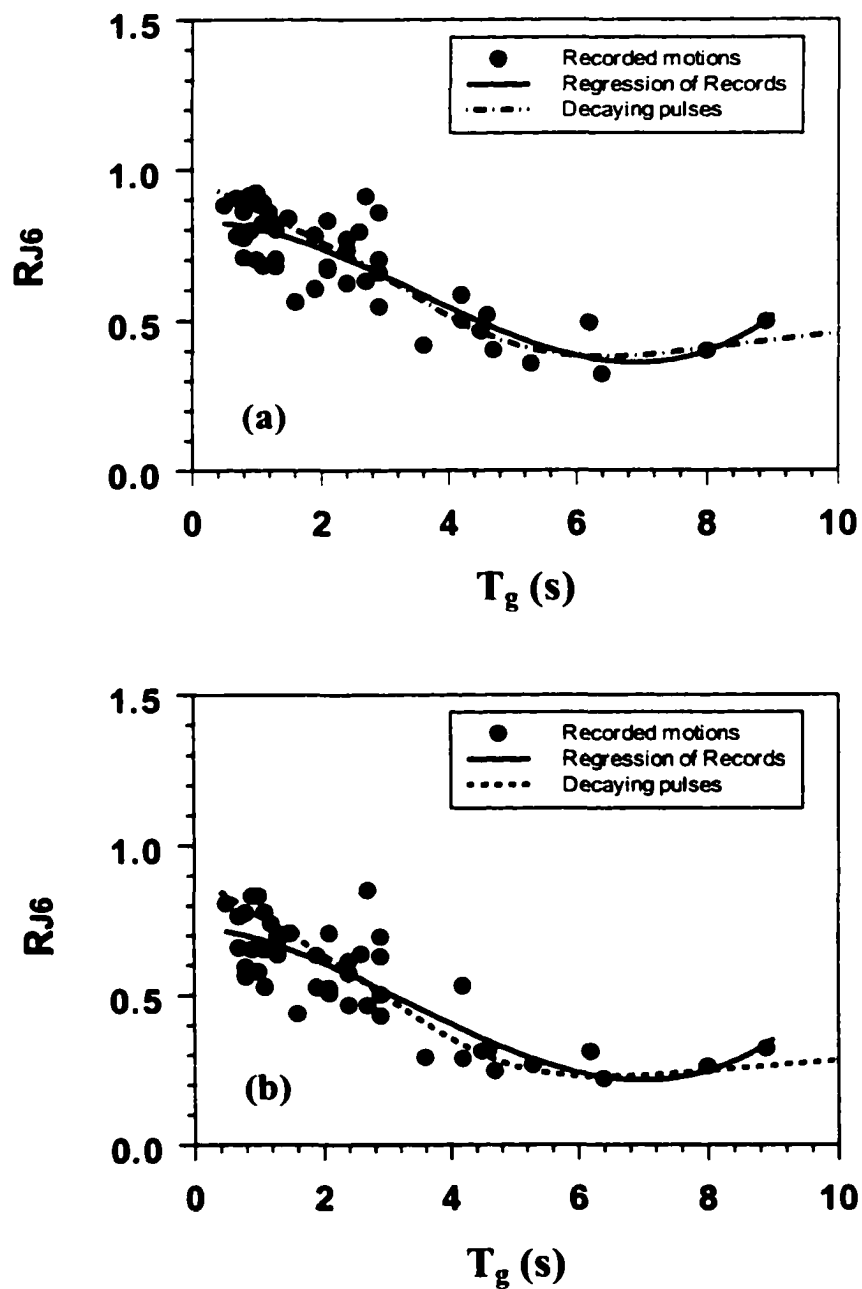 1.5
Recorded motions
Regression of Records
Decaying pulses
1.0
RJ6
0.5
(a)
0.0
0 2 4 6 8 10
Tg (s)
1.5
Recorded motions
Regression of Records
Decaying pulses
1.0
RJ6
0.5
(b)
0.0
0 2 4 6 8 10
Tg (s)